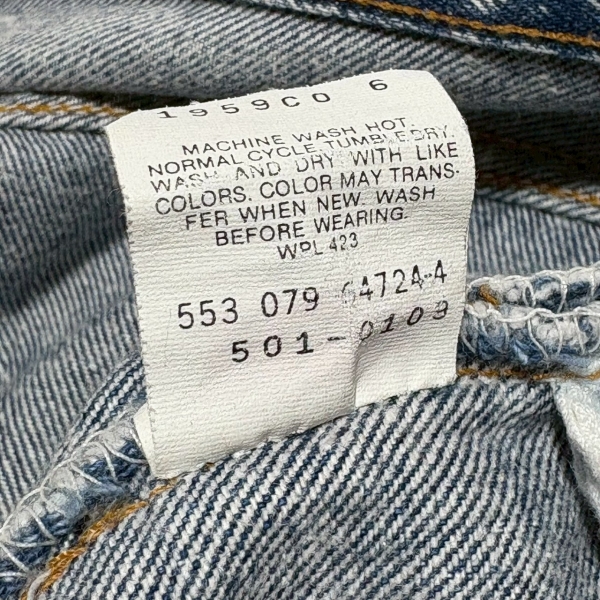 1959C0 6
MACHINE WASH HOT.
NORMAL CYCLE TUMBLE DRY.
WASH AND DRY WITH LIKE
COLORS. COLOR MAY TRANS-
FER WHEN NEW. WASH
BEFORE WEARING.
WPL 423
553 079 64724-4
501-0103